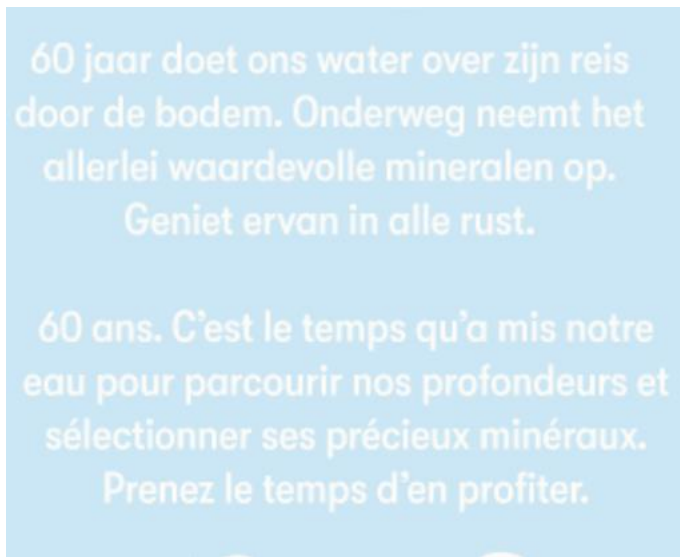 60 jaar doet ons water over zijn reis
door de bodem. Onderweg neemt het
allerlei waardevolle mineralen op.
Geniet ervan in alle rust.
60 ans. C'est le temps qu'a mis notre
eau pour parcourir nos profondeurs et
sélectionner ses précieux minéraux.
Prenez le temps d'en profiter.